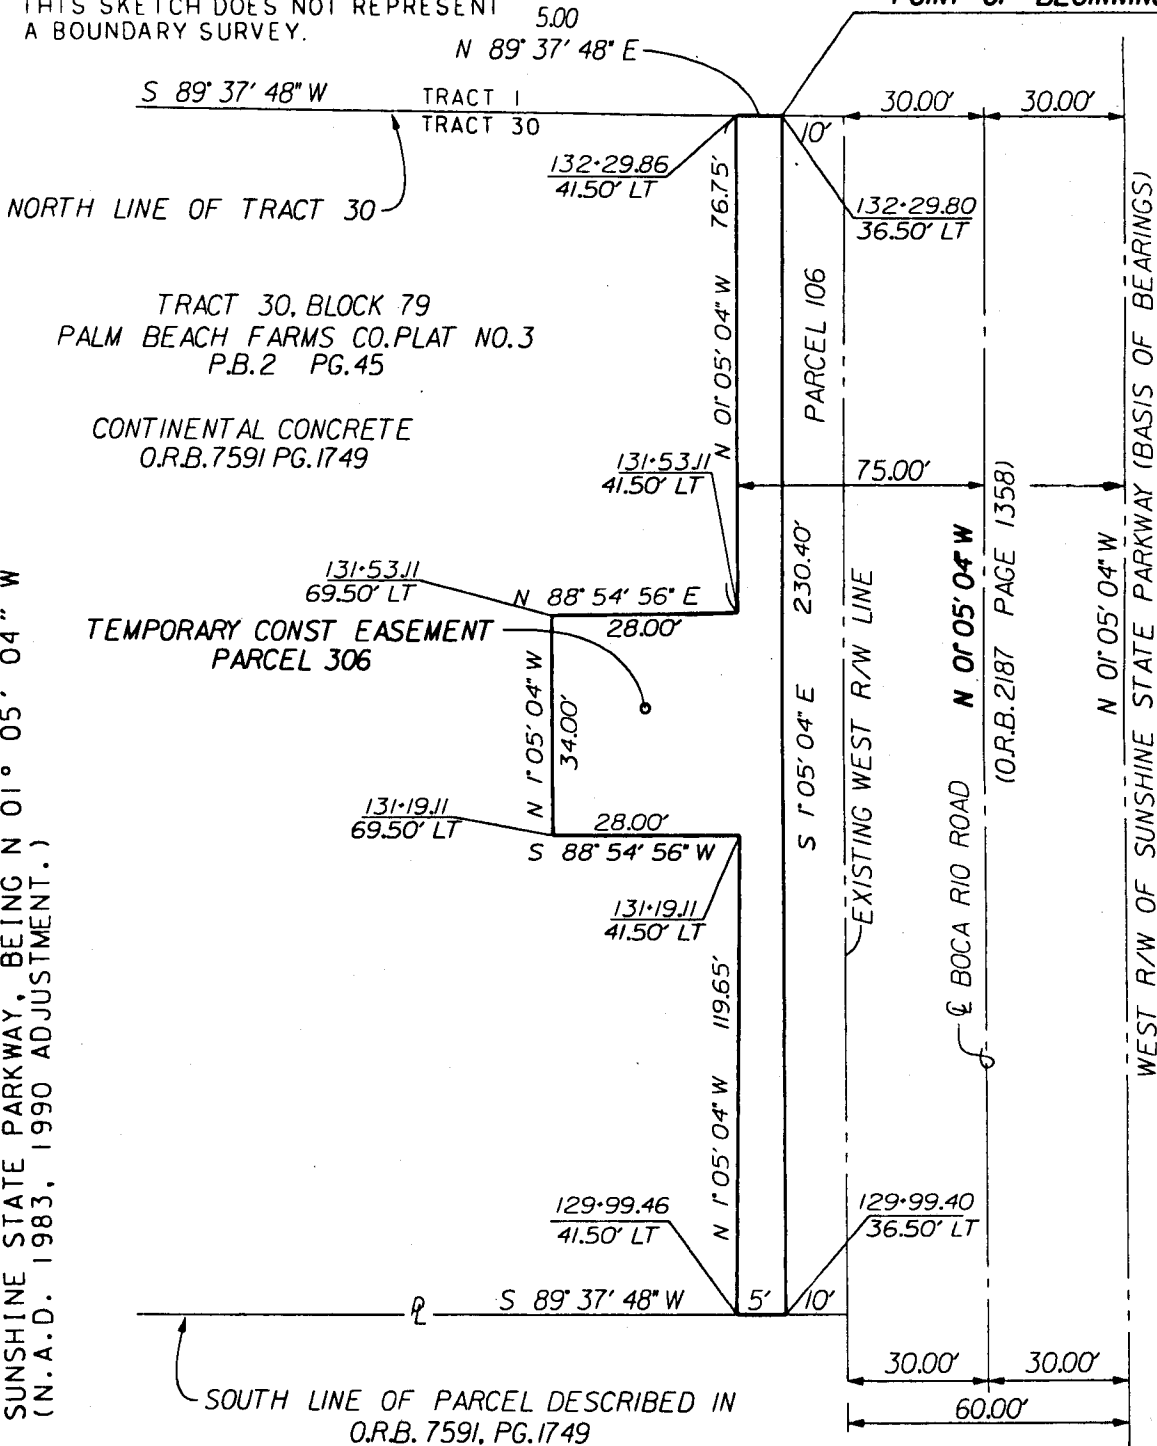 THIS SKETCH DOES NOT REPRESENT
A BOUNDARY SURVEY.
5.00
N 89° 37' 48" E
POINT OF BEGINNING
S 89° 37' 48" W
TRACT 1
TRACT 30
30.00'
30.00'
10'
132+29.86
41.50' LT
76.75'
132+29.80
36.50' LT
NORTH LINE OF TRACT 30
TRACT 30, BLOCK 79
PALM BEACH FARMS CO. PLAT NO. 3
P.B. 2 PG. 45
CONTINENTAL CONCRETE
O.R.B. 7591 PG. 1749
N 01° 05' 04" W
PARCEL 106
131+53.11
41.50' LT
75.00'
131+53.11
69.50' LT
N 88° 54' 56" E
28.00'
TEMPORARY CONST EASEMENT
PARCEL 306
N 1° 05' 04" W
34.00'
131+19.11
69.50' LT
28.00'
S 88° 54' 56" W
131+19.11
41.50' LT
230.40'
S 1° 05' 04" E
EXISTING WEST R/W LINE
N 01° 05' 04" W
(O.R.B. 2187 PAGE 1358)
℄ BOCA RIO ROAD
N 01° 05' 04" W
WEST R/W OF SUNSHINE STATE PARKWAY (BASIS OF BEARINGS)
119.65'
N 1° 05' 04" W
129+99.46
41.50' LT
129+99.40
36.50' LT
℄ S 89° 37' 48" W
5'
10'
30.00'
30.00'
60.00'
SOUTH LINE OF PARCEL DESCRIBED IN
O.R.B. 7591, PG. 1749
SUNSHINE STATE PARKWAY, BEING N 01° 05' 04" W
(N.A.D. 1983, 1990 ADJUSTMENT.)